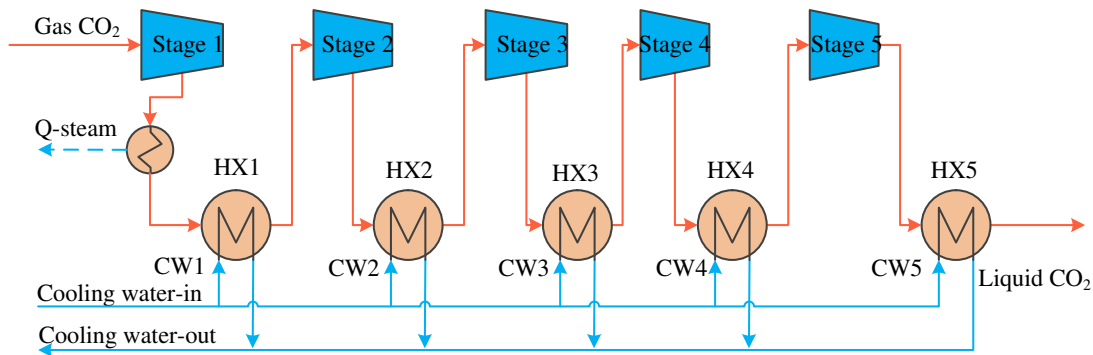 Gas CO₂
Stage 1
Stage 2
Stage 3
Stage 4
Stage 5
Q-steam
HX1
HX2
HX3
HX4
HX5
CW1
CW2
CW3
CW4
CW5
Liquid CO₂
Cooling water-in
Cooling water-out